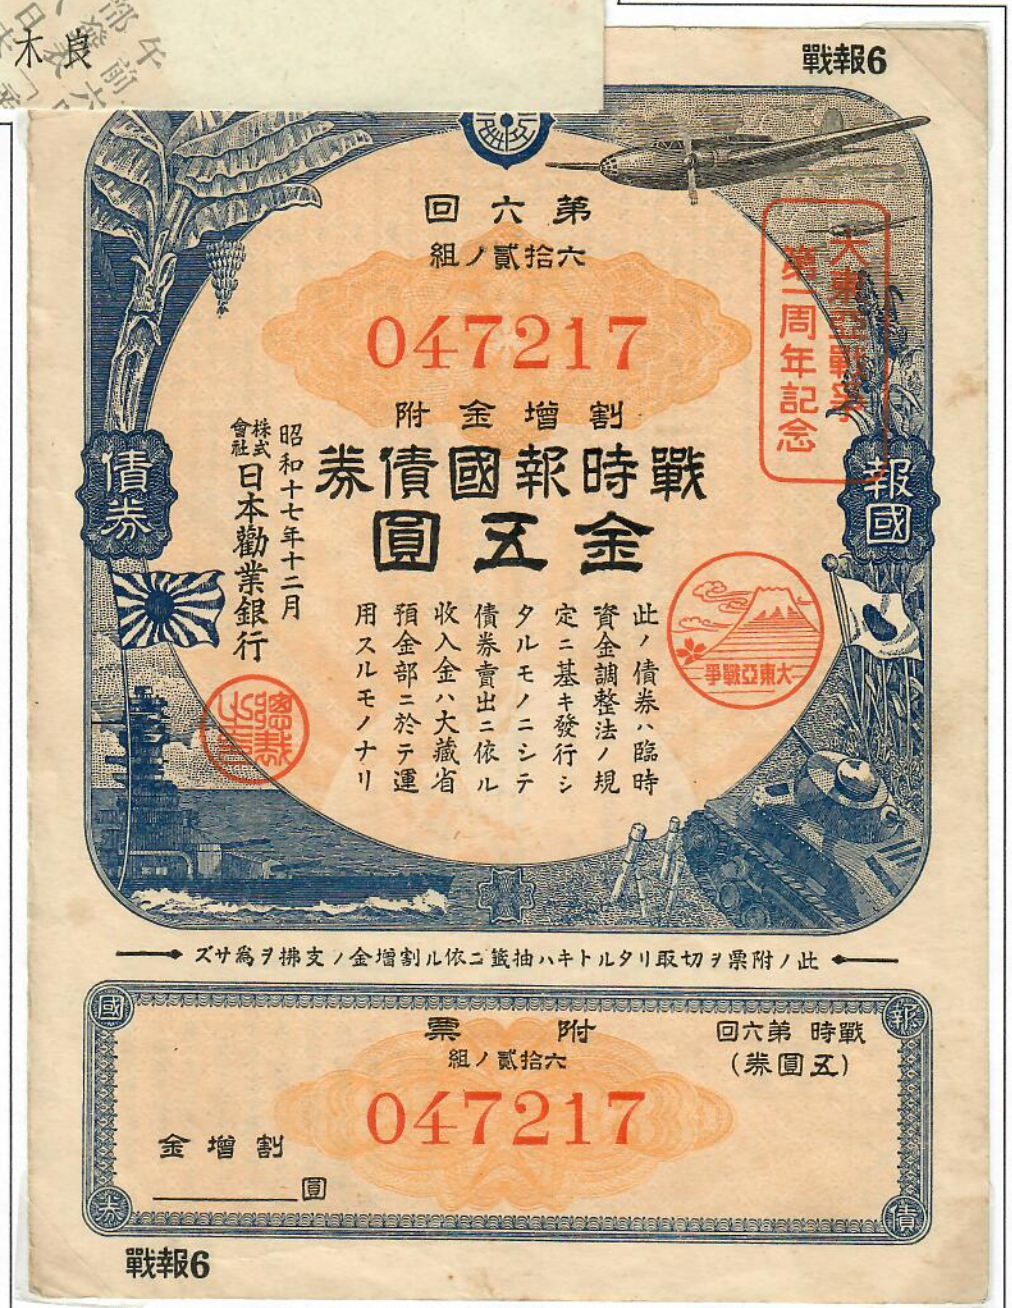 木良
戰報6
第六回
六拾貳ノ組
047217
大東亞戰爭
第一周年記念
割增金附
戰時報國債券
金五圓
昭和十七年十二月
株式會社日本勸業銀行
債券
報國
此ノ債券ハ臨時
資金調整法ノ規
定ニ基キ發行シ
タルモノニシテ
債券賣出ニ依ル
收入金ハ大藏省
預金部ニ於テ運
用スルモノナリ
大東亞戰爭
此ノ附票ヲ切取リタルトキハ抽籤ニ依ル割增金ノ支拂ヲ爲サズ
報
國
戰時 第六回
(五圓券)
附票
六拾貳ノ組
047217
割增金
圓
債
券
戰報6